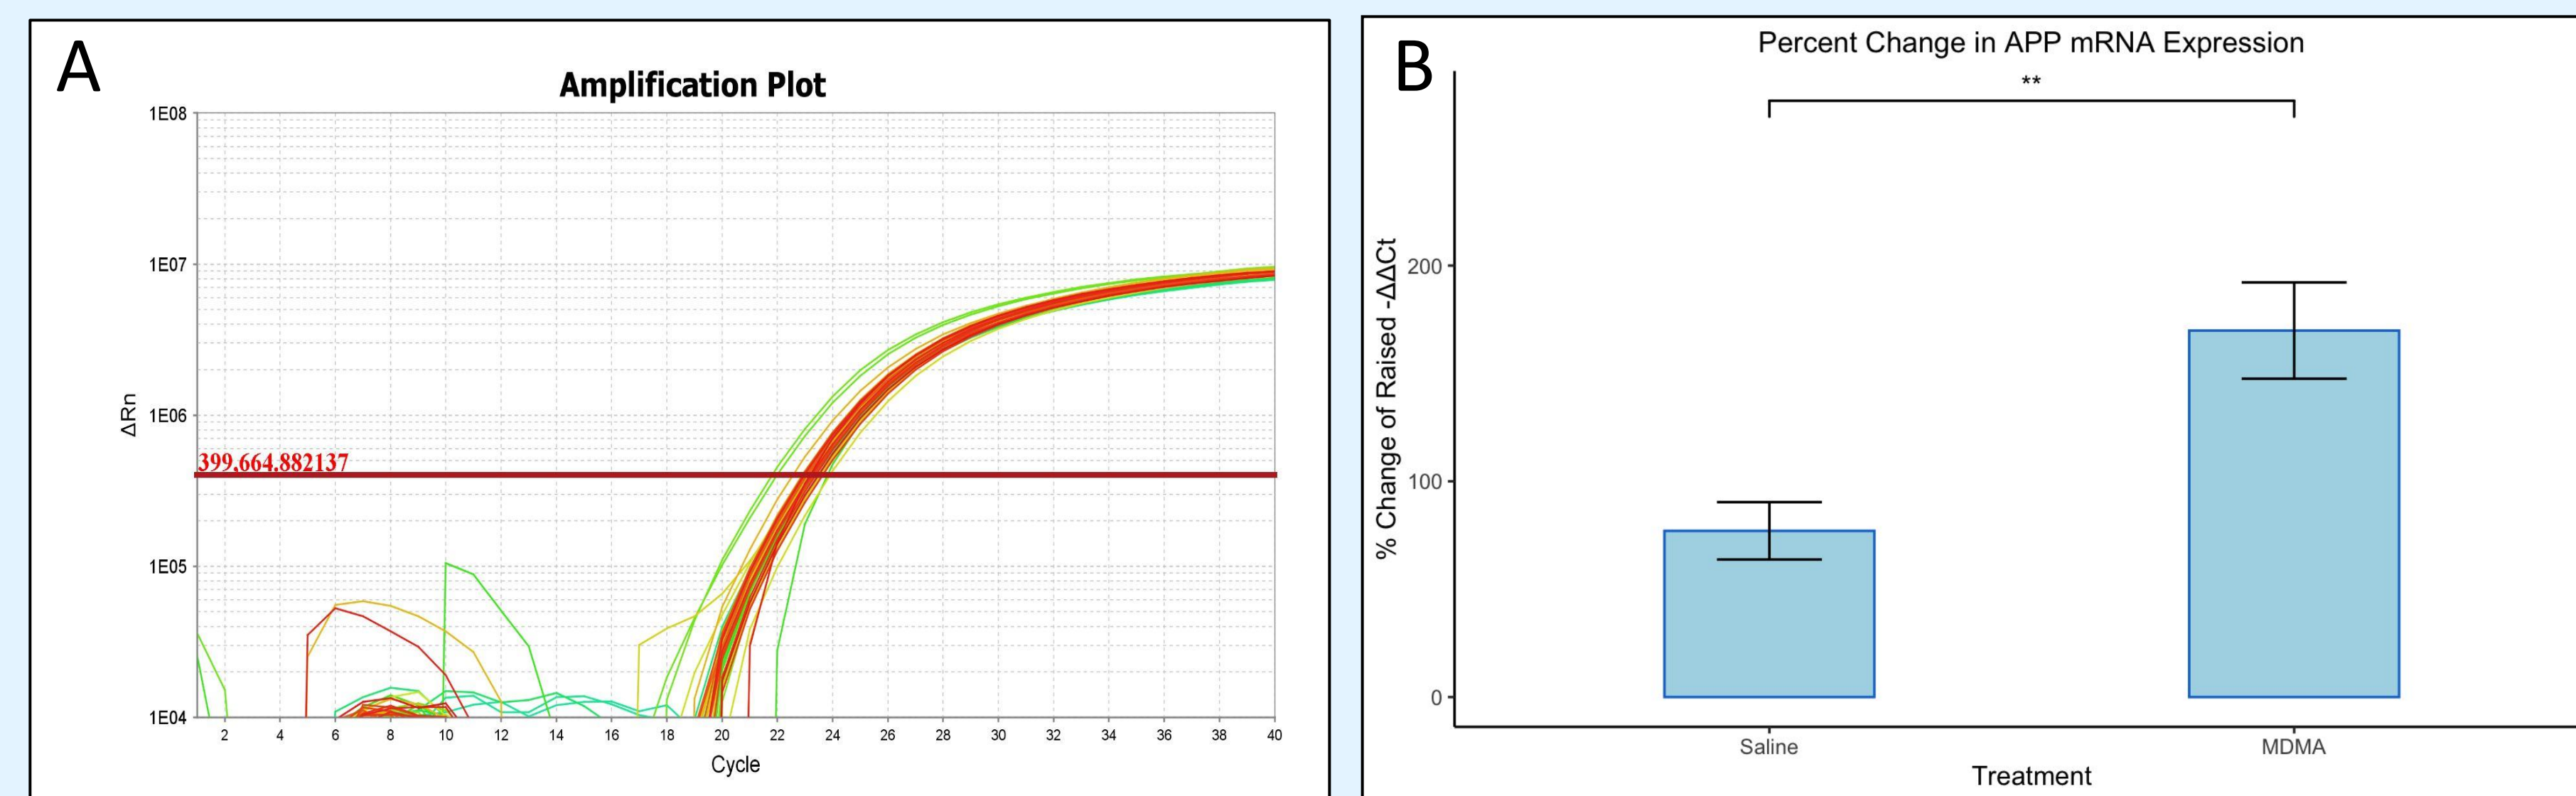 A
Amplification Plot
1E08
1E07
1E06
1E05
1E04
ΔRn
399,664.882137
2 4 6 8 10 12 14 16 18 20 22 24 26 28 30 32 34 36 38 40
Cycle
B
Percent Change in APP mRNA Expression
**
% Change of Raised -ΔΔCt
200
100
0
Saline MDMA
Treatment